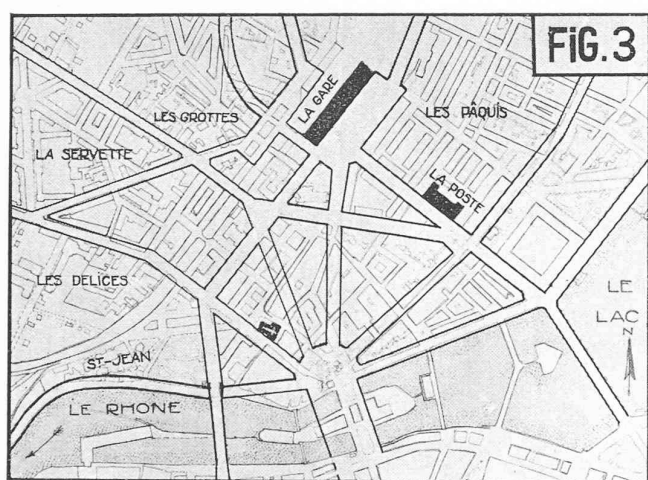 FIG.3
LA GARE
LES GROTTES
LES PÂQUIS
LA SERVETTE
LA POSTE
LES DELICES
LE
LAC
N
ST-JEAN
LE RHONE